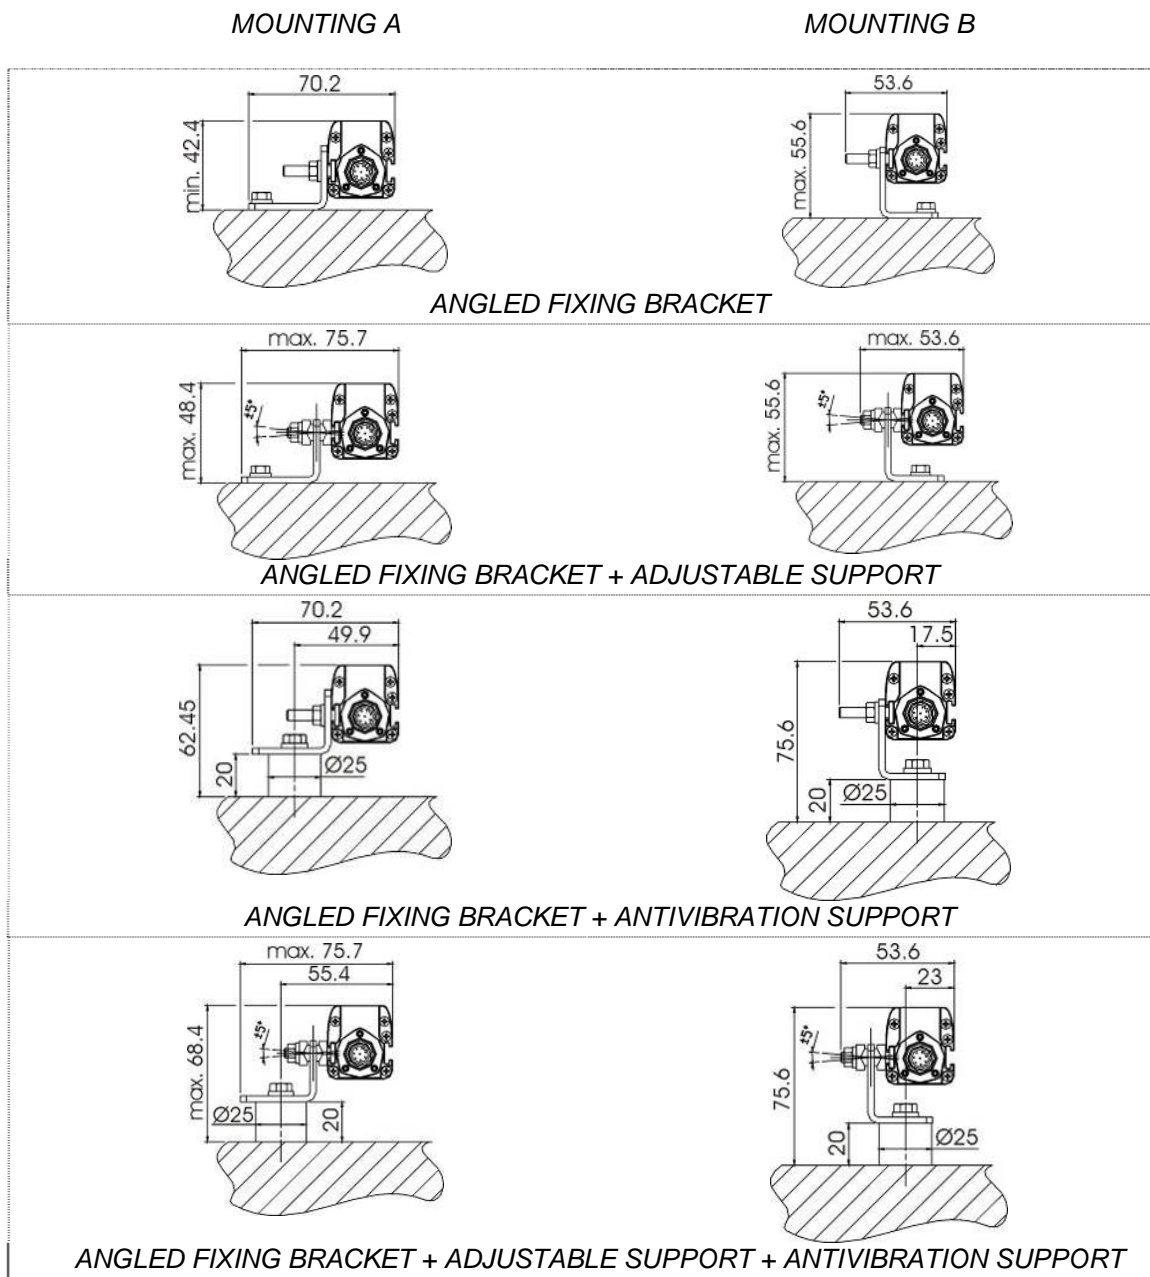 MOUNTING A MOUNTING B
70.2 53.6
min. 42.4 max. 55.6
ANGLED FIXING BRACKET
max. 75.7 max. 53.6
max. 48.4 ±5° max. 55.6 ±5°
ANGLED FIXING BRACKET + ADJUSTABLE SUPPORT
70.2 53.6
49.9 17.5
62.45 20 Ø25 75.6 20 Ø25
ANGLED FIXING BRACKET + ANTIVIBRATION SUPPORT
max. 75.7 53.6
55.4 23
max. 68.4 ±5° 75.6 ±5°
Ø25 20 20 Ø25
ANGLED FIXING BRACKET + ADJUSTABLE SUPPORT + ANTIVIBRATION SUPPORT